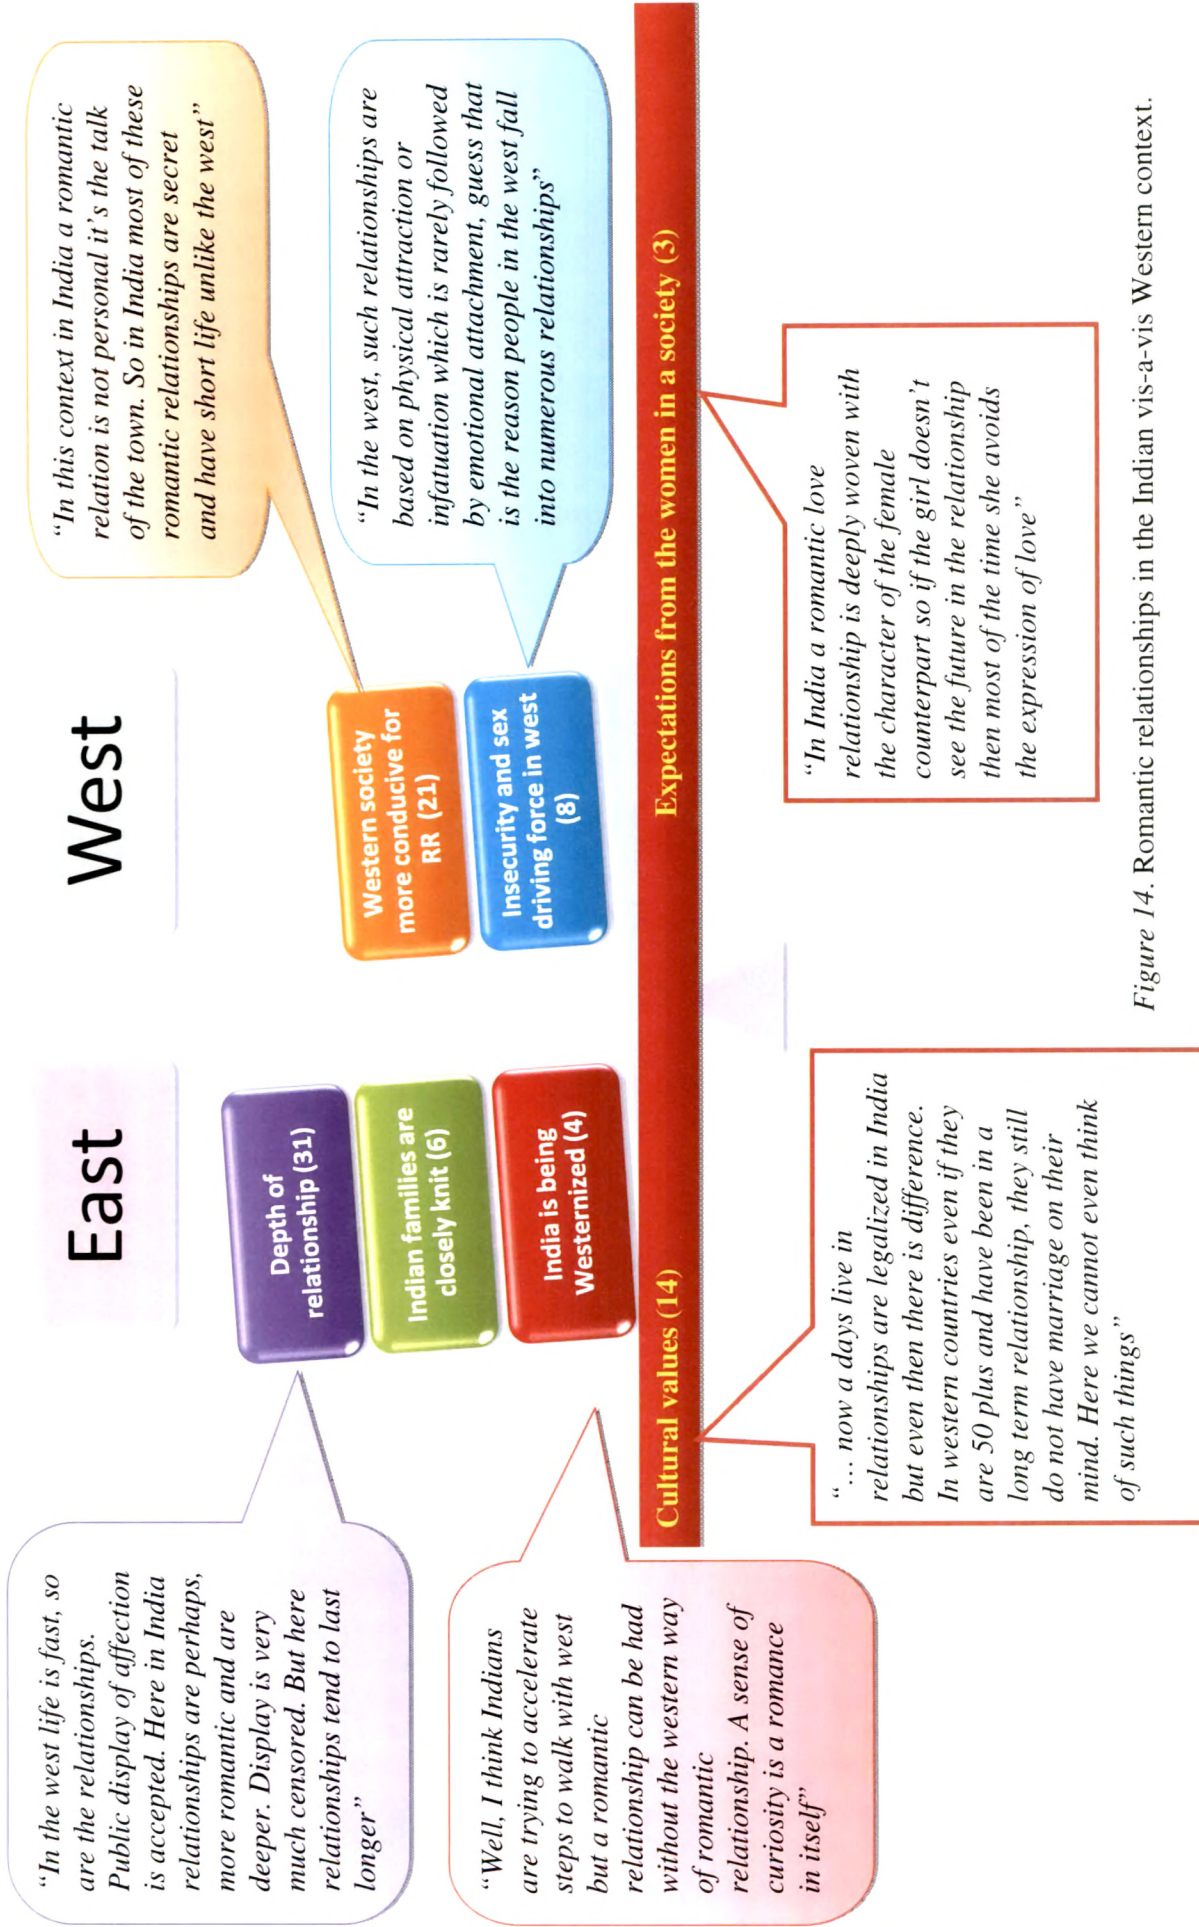 East
West
“In the west life is fast, so
are the relationships.
Public display of affection
is accepted. Here in India
relationships are perhaps,
more romantic and are
deeper. Display is very
much censored. But here
relationships tend to last
longer”
Depth of
relationship (31)
Indian families are
closely knit (6)
India is being
Westernized (4)
“Well, I think Indians
are trying to accelerate
steps to walk with west
but a romantic
relationship can be had
without the western way
of romantic
relationship. A sense of
curiosity is a romance
in itself”
Western society
more conducive for
RR (21)
Insecurity and sex
driving force in west
(8)
“In this context in India a romantic
relation is not personal it’s the talk
of the town. So in India most of these
romantic relationships are secret
and have short life unlike the west”
“In the west, such relationships are
based on physical attraction or
infatuation which is rarely followed
by emotional attachment, guess that
is the reason people in the west fall
into numerous relationships”
Cultural values (14)
Expectations from the women in a society (3)
“… now a days live in
relationships are legalized in India
but even then there is difference.
In western countries even if they
are 50 plus and have been in a
long term relationship, they still
do not have marriage on their
mind. Here we cannot even think
of such things”
“In India a romantic love
relationship is deeply woven with
the character of the female
counterpart so if the girl doesn’t
see the future in the relationship
then most of the time she avoids
the expression of love”
Figure 14. Romantic relationships in the Indian vis-a-vis Western context.